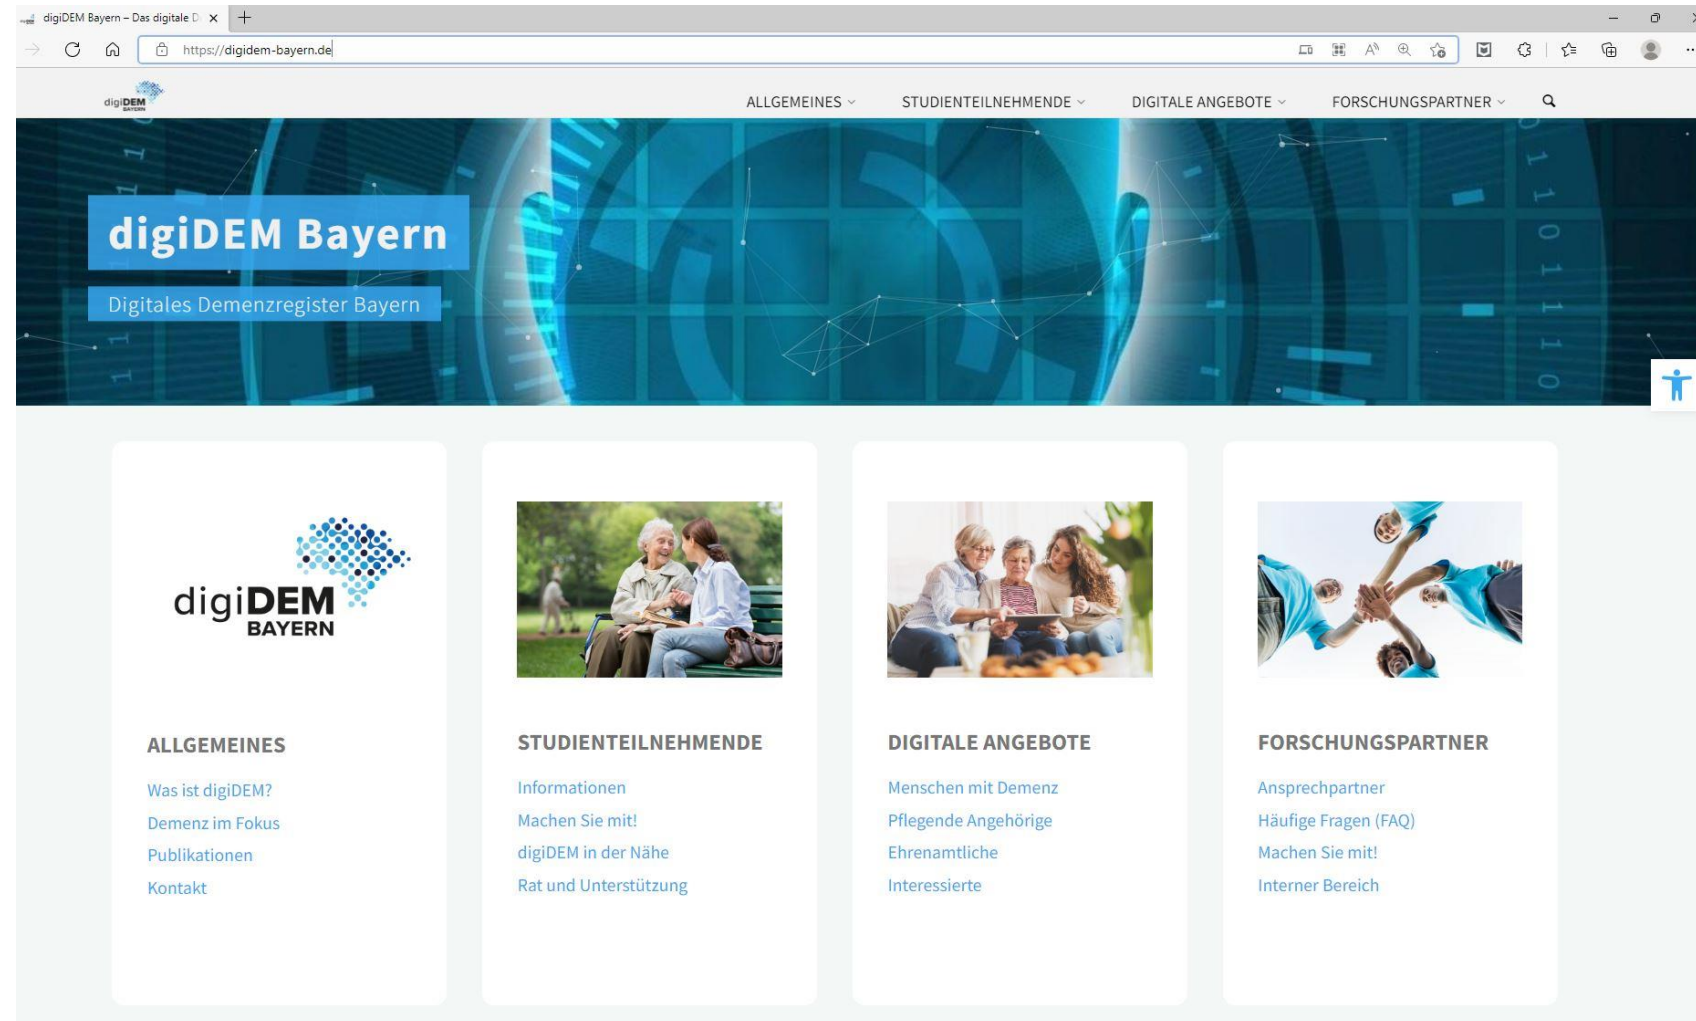 digiDEM Bayern – Das digitale D
https://digidem-bayern.de
digiDEM
BAYERN
ALLGEMEINES
STUDIENTEILNEHMENDE
DIGITALE ANGEBOTE
FORSCHUNGSPARTNER
digiDEM Bayern
Digitales Demenzregister Bayern
digiDEM
BAYERN
ALLGEMEINES
Was ist digiDEM?
Demenz im Fokus
Publikationen
Kontakt
STUDIENTEILNEHMENDE
Informationen
Machen Sie mit!
digiDEM in der Nähe
Rat und Unterstützung
DIGITALE ANGEBOTE
Menschen mit Demenz
Pflegende Angehörige
Ehrenamtliche
Interessierte
FORSCHUNGSPARTNER
Ansprechpartner
Häufige Fragen (FAQ)
Machen Sie mit!
Interner Bereich